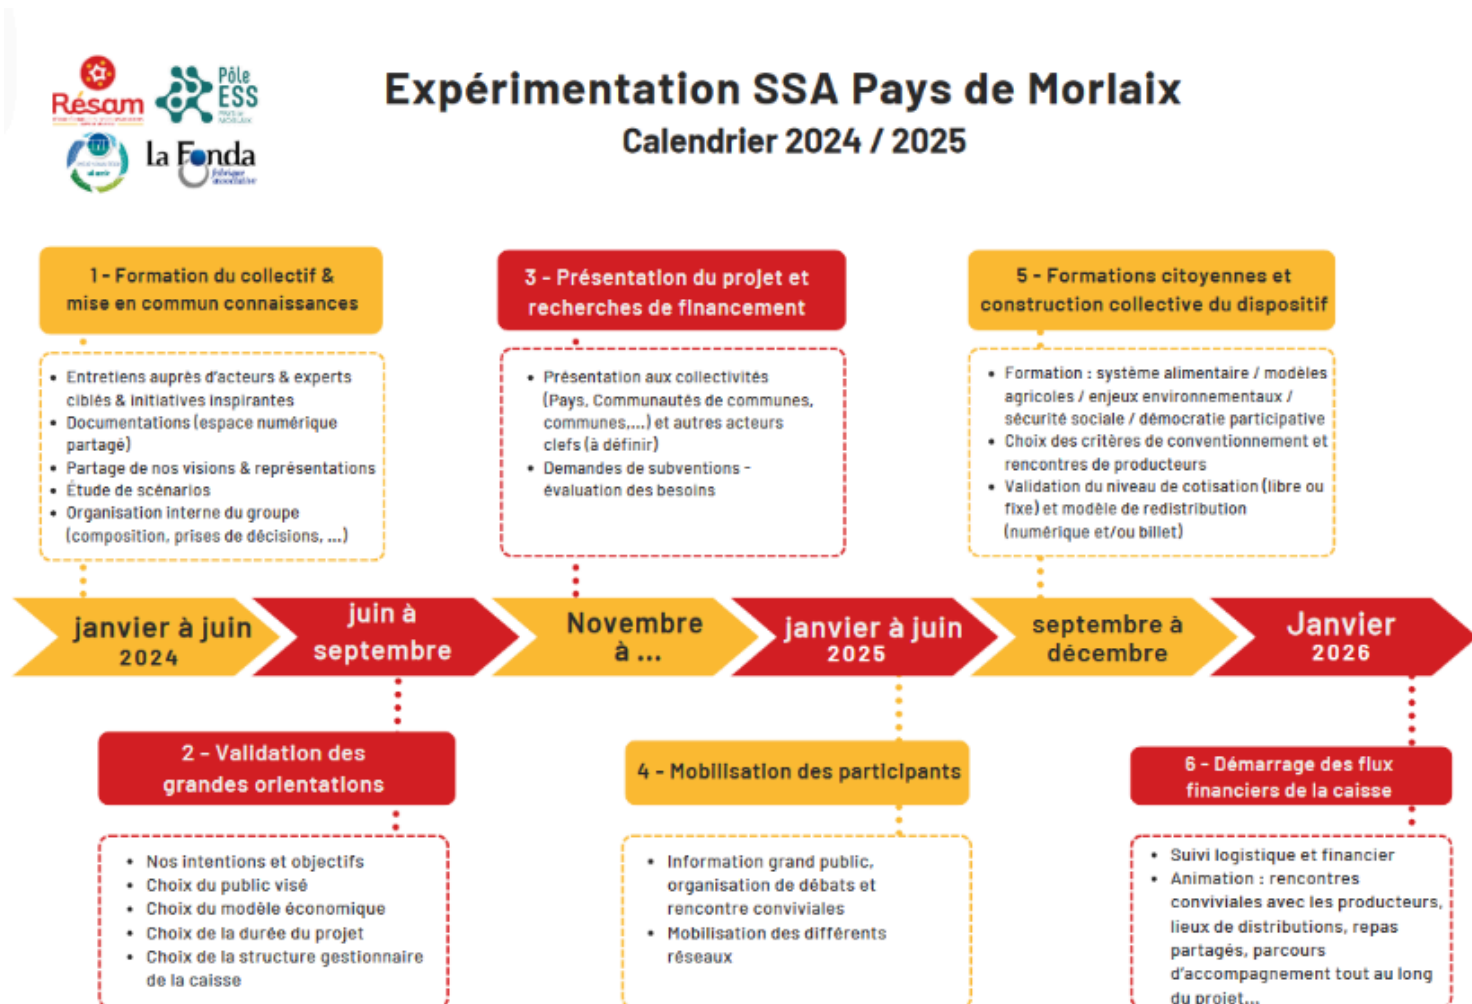 Résam
Pôle
ESS
PAYS DE
MORLAIX
la Fonda
fabrique
associative
Expérimentation SSA Pays de Morlaix
Calendrier 2024 / 2025
1 - Formation du collectif &
mise en commun connaissances
• Entretiens auprès d'acteurs & experts
ciblés & initiatives inspirantes
• Documentations (espace numérique
partagé)
• Partage de nos visions & représentations
• Étude de scénarios
• Organisation interne du groupe
(composition, prises de décisions, ...)
3 - Présentation du projet et
recherches de financement
• Présentation aux collectivités
(Pays, Communautés de communes,
communes,...) et autres acteurs
clefs (à définir)
• Demandes de subventions -
évaluation des besoins
5 - Formations citoyennes et
construction collective du dispositif
• Formation : système alimentaire / modèles
agricoles / enjeux environnementaux /
sécurité sociale / démocratie participative
• Choix des critères de conventionnement et
rencontres de producteurs
• Validation du niveau de cotisation (libre ou
fixe) et modèle de redistribution
(numérique et/ou billet)
janvier à juin
2024
juin à
septembre
Novembre
à ...
janvier à juin
2025
septembre à
décembre
Janvier
2026
2 - Validation des
grandes orientations
• Nos intentions et objectifs
• Choix du public visé
• Choix du modèle économique
• Choix de la durée du projet
• Choix de la structure gestionnaire
de la caisse
4 - Mobilisation des participants
• Information grand public,
organisation de débats et
rencontre conviviales
• Mobilisation des différents
réseaux
6 - Démarrage des flux
financiers de la caisse
• Suivi logistique et financier
• Animation : rencontres
conviviales avec les producteurs,
lieux de distributions, repas
partagés, parcours
d'accompagnement tout au long
du projet...